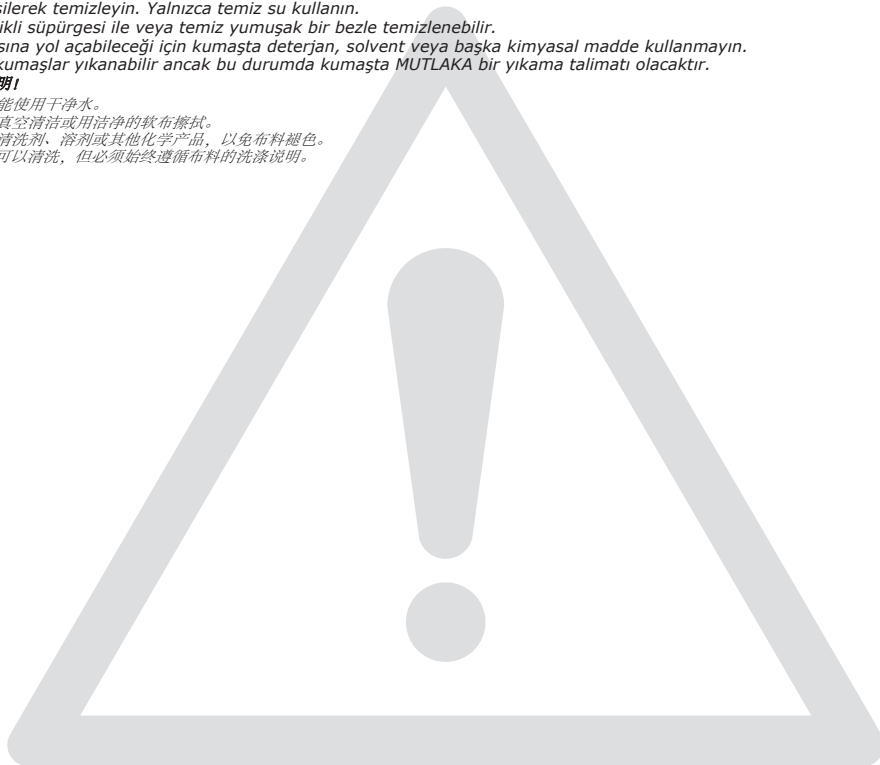 silerek temizleyin. Yalnızca temiz su kullanın.
ikli süpürgesi ile veya temiz yumuşak bir bezle temizlenebilir.
sına yol açabileceği için kumaşta deterjan, solvent veya başka kimyasal madde kullanmayın.
kumaşlar yıkanabilir ancak bu durumda kumaşta MUTLAKA bir yıkama talimatı olacaktır.
明!
能使用干净水。
真空清洁或用洁净的软布擦拭。
清洗剂、溶剂或其他化学产品，以免布料褪色。
可以清洗，但必须始终遵循布料的洗涤说明。